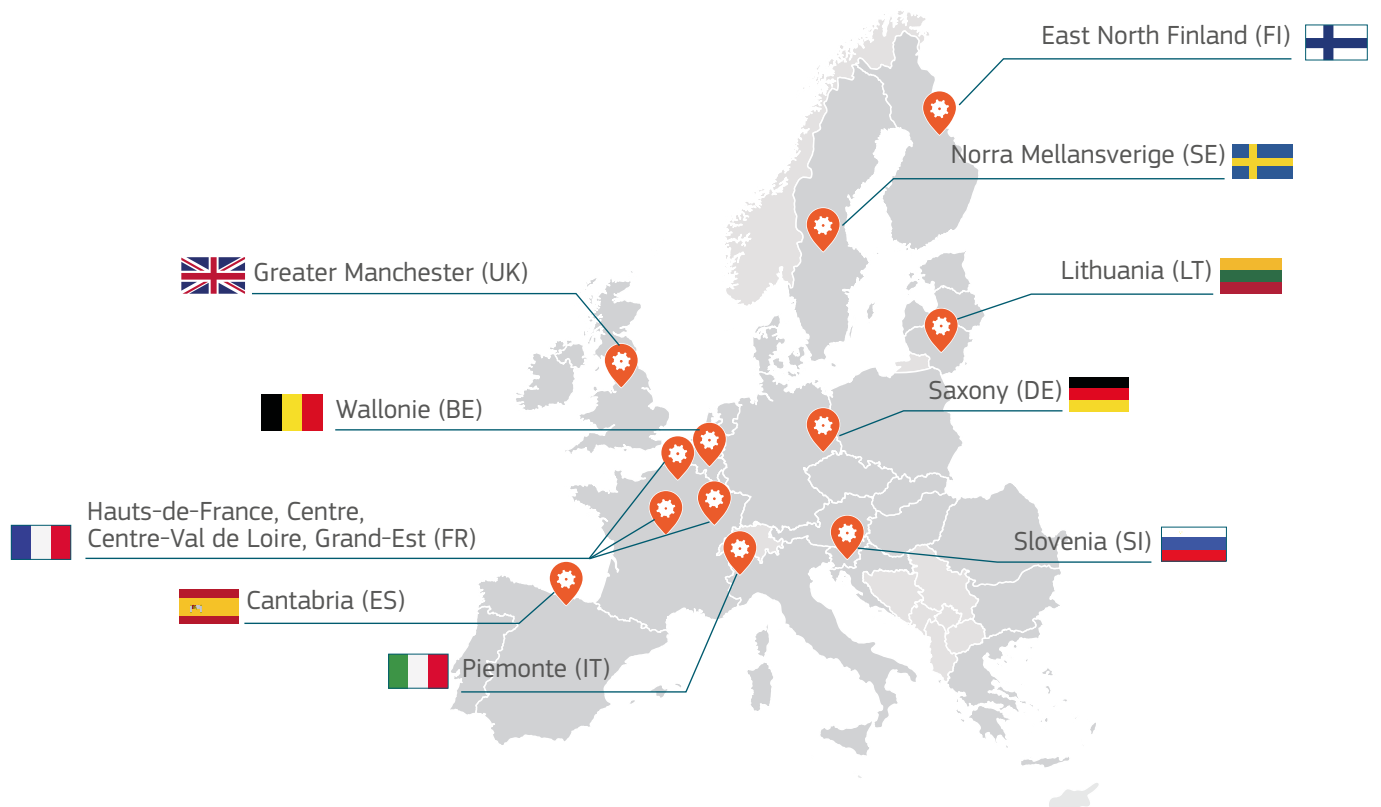 East North Finland (FI)
Norra Mellansverige (SE)
Greater Manchester (UK)
Lithuania (LT)
Saxony (DE)
Wallonie (BE)
Hauts-de-France, Centre,
Centre-Val de Loire, Grand-Est (FR)
Slovenia (SI)
Cantabria (ES)
Piemonte (IT)